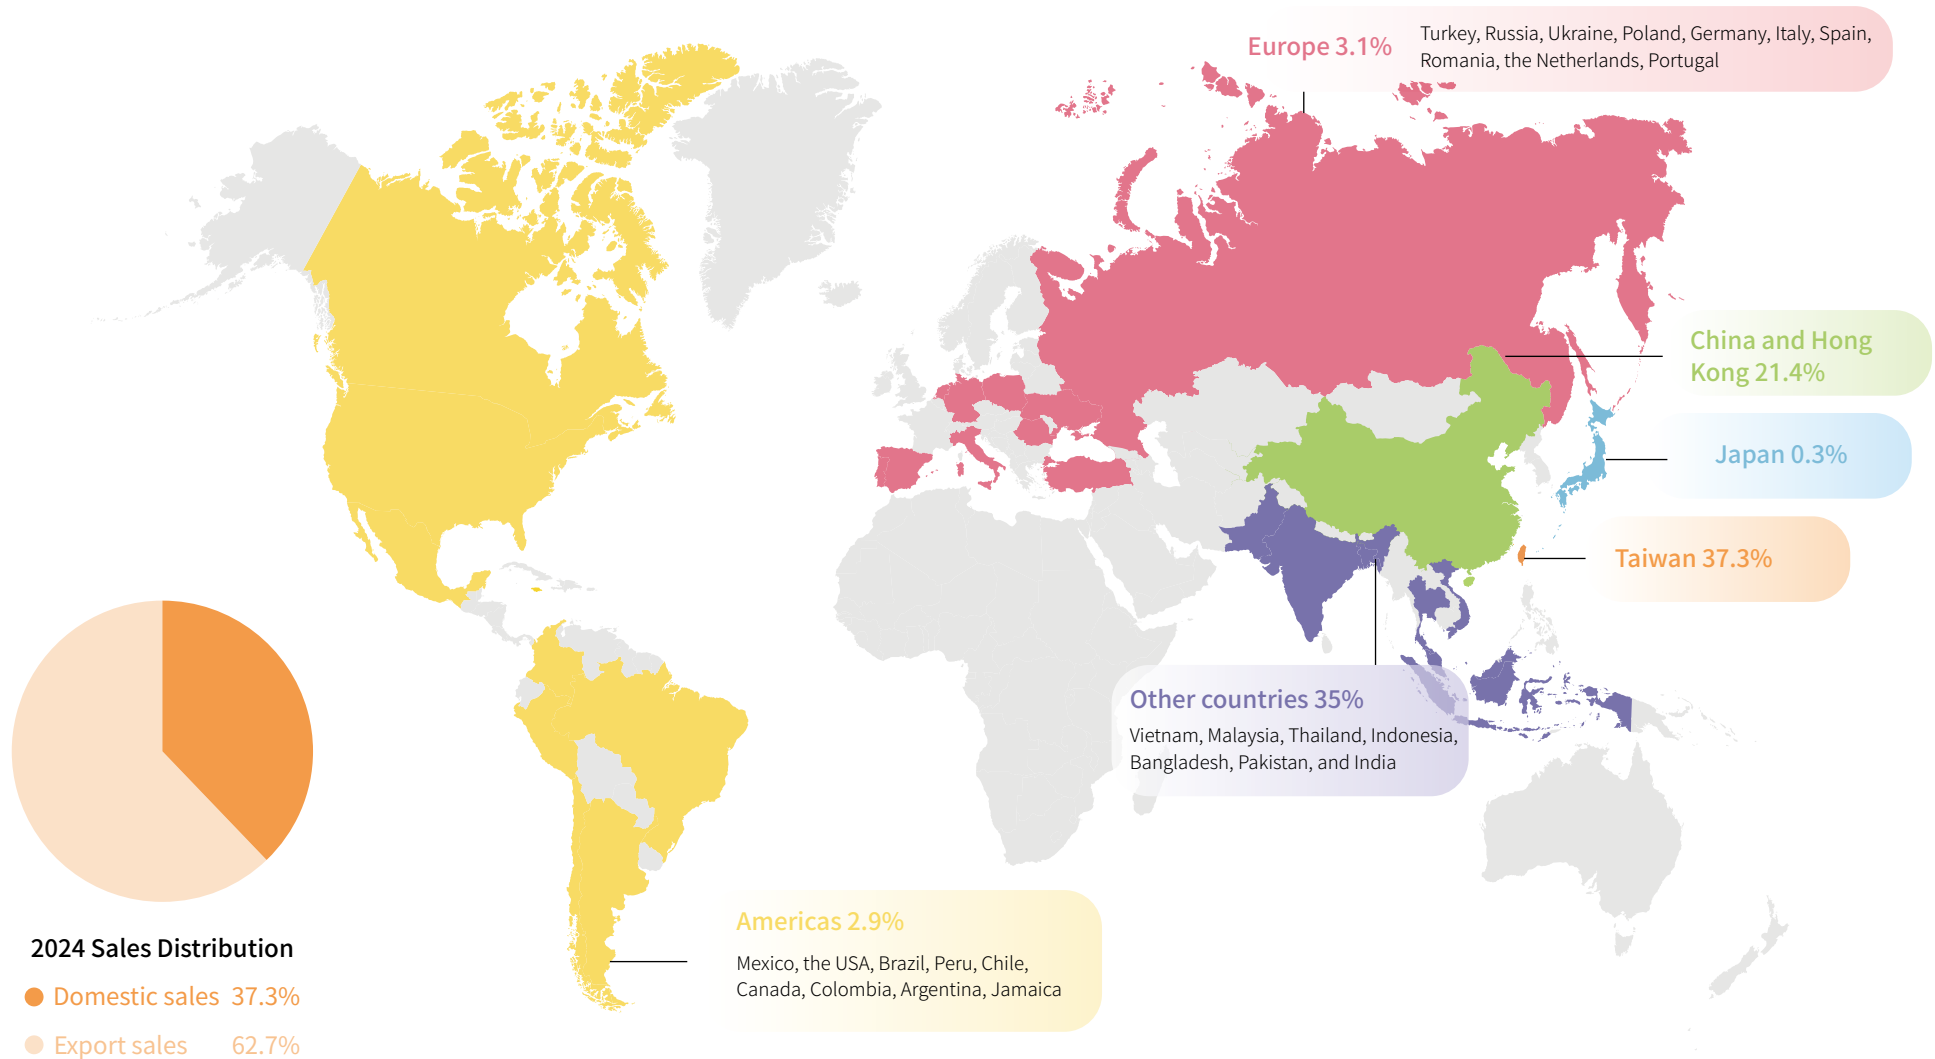 Europe 3.1%
Turkey, Russia, Ukraine, Poland, Germany, Italy, Spain,
Romania, the Netherlands, Portugal
China and Hong
Kong 21.4%
Japan 0.3%
Taiwan 37.3%
Other countries 35%
Vietnam, Malaysia, Thailand, Indonesia,
Bangladesh, Pakistan, and India
Americas 2.9%
Mexico, the USA, Brazil, Peru, Chile,
Canada, Colombia, Argentina, Jamaica
2024 Sales Distribution
Domestic sales 37.3%
Export sales 62.7%